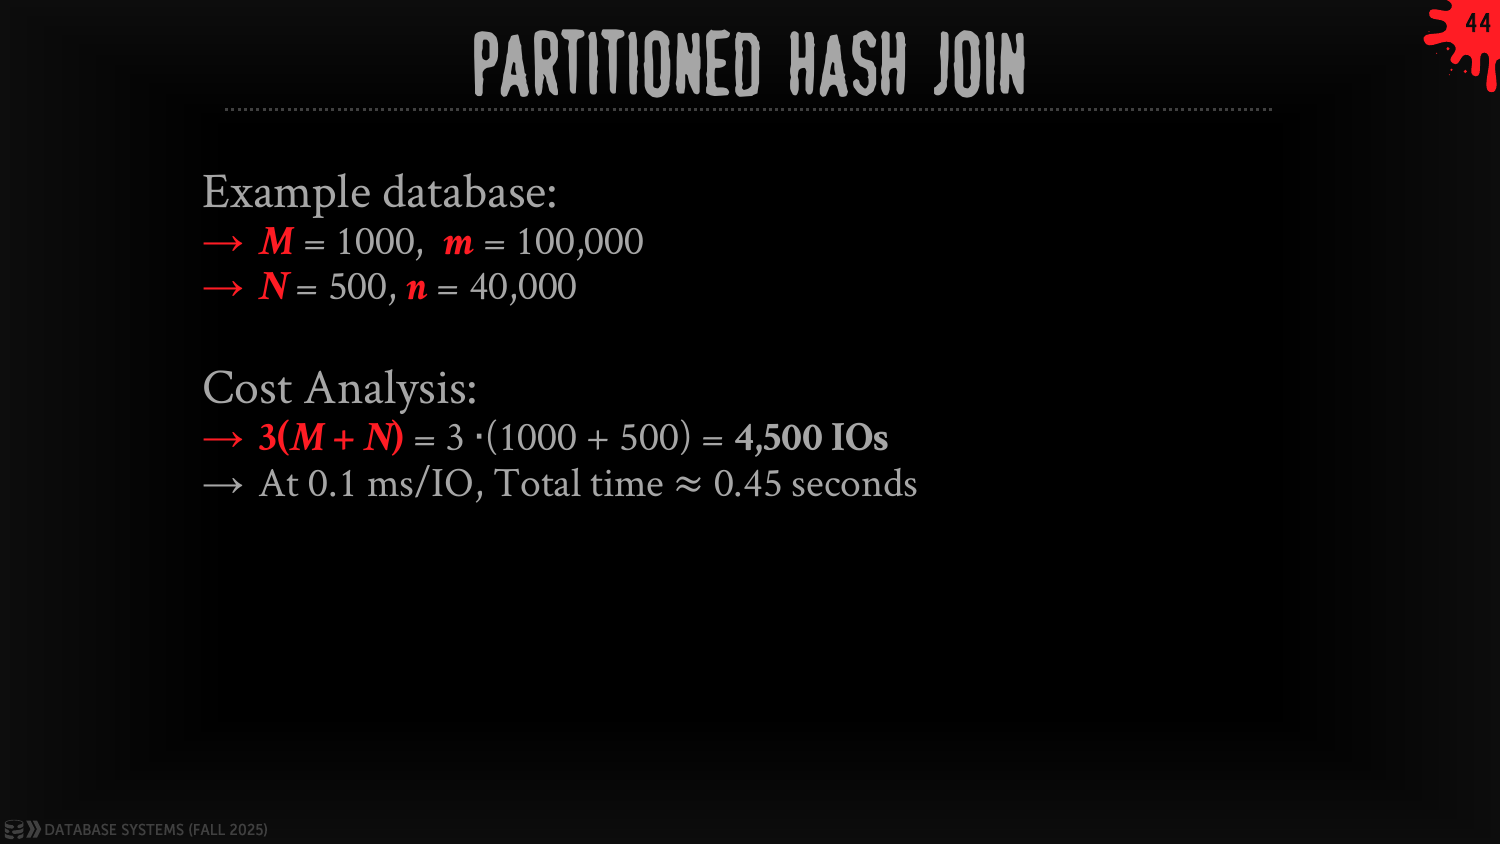 44
PARTITIONED HASH JOIN
Example database:
→ M = 1000, m = 100,000
→ N = 500, n = 40,000
Cost Analysis:
→ 3(M + N) = 3 ·(1000 + 500) = 4,500 IOs
→ At 0.1 ms/IO, Total time ≈ 0.45 seconds
DATABASE SYSTEMS (FALL 2025)